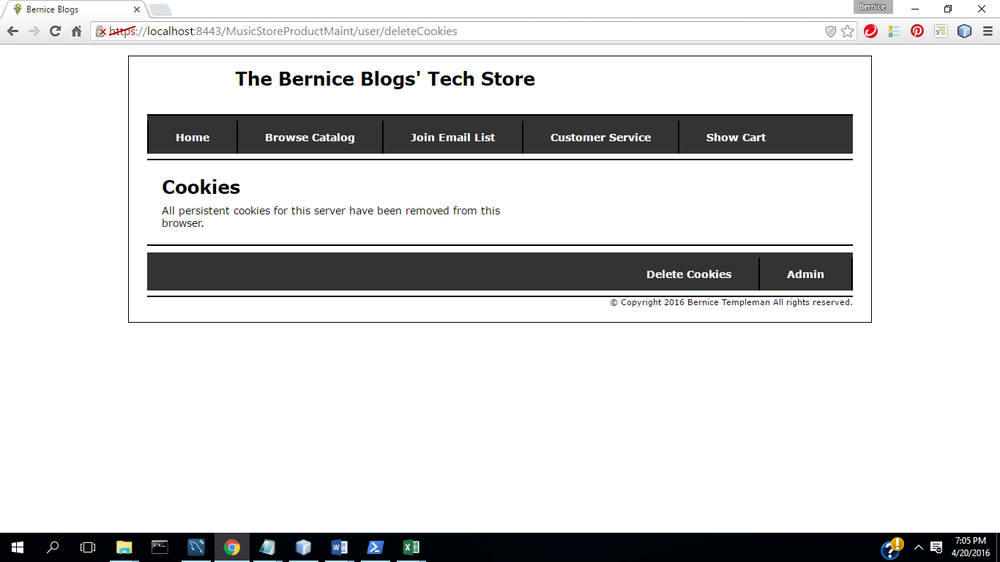 Bernice Blogs
Bernice
https://localhost:8443/MusicStoreProductMaint/user/deleteCookies
The Bernice Blogs' Tech Store
Home Browse Catalog Join Email List Customer Service Show Cart
Cookies
All persistent cookies for this server have been removed from this
browser.
Delete Cookies Admin
© Copyright 2016 Bernice Templeman All rights reserved.
7:05 PM
4/20/2016